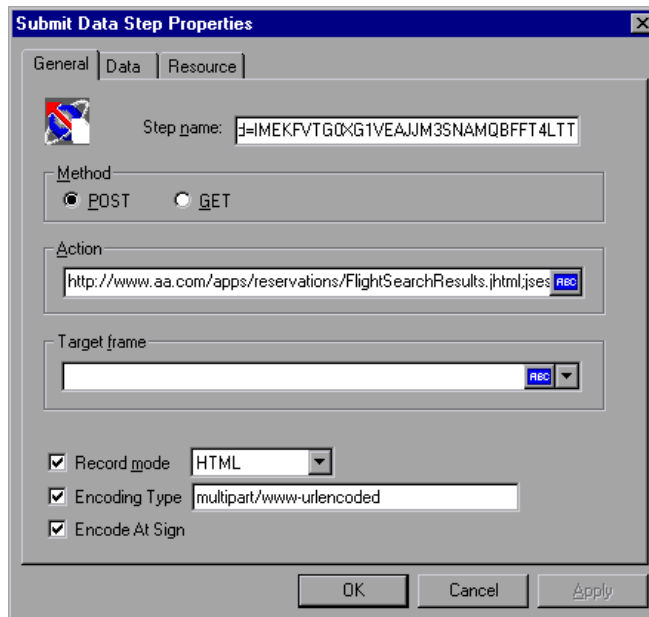 Submit Data Step Properties
General Data Resource
Step name: d=IMEKFVTG0XG1VEAJJM3SNAMQBFFT4LTT
Method
POST GET
Action
http://www.aa.com/apps/reservations/FlightSearchResults.jhtml;jses ABC
Target frame
ABC
Record mode HTML
Encoding Type multipart/www-urlencoded
Encode At Sign
OK Cancel Apply